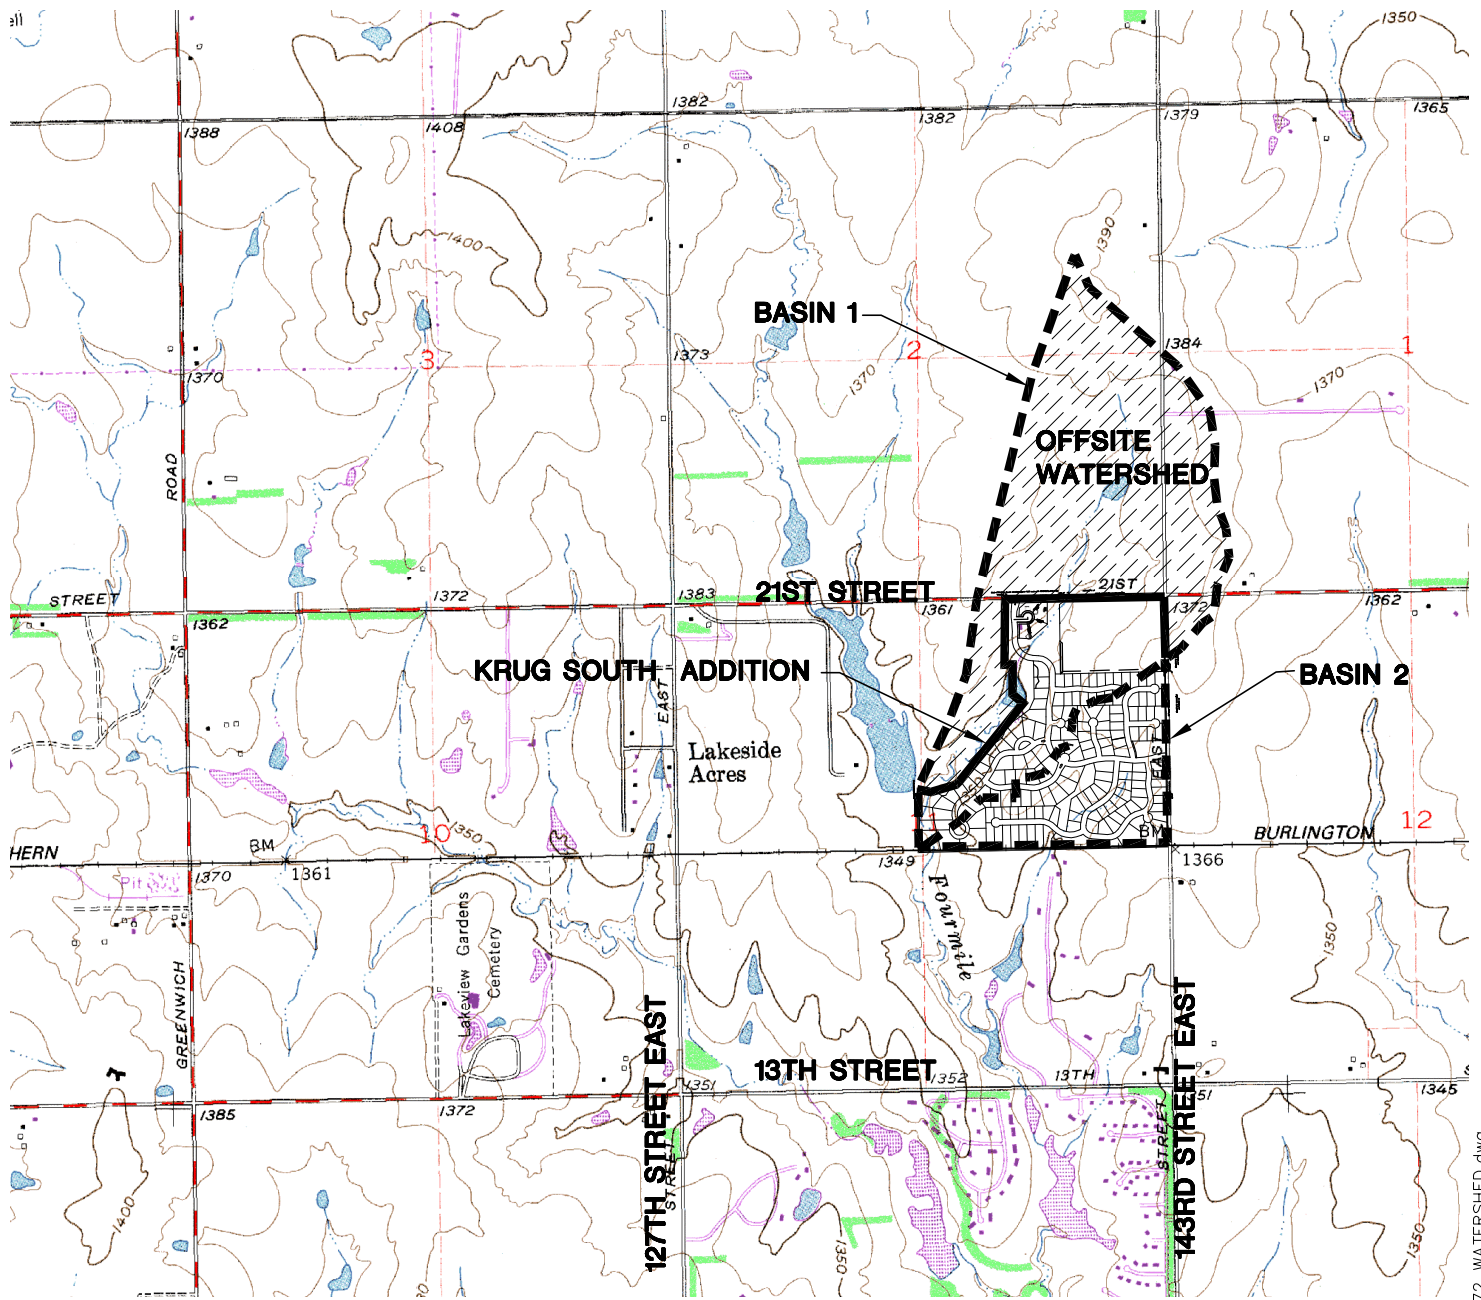 ell
1350
1382
1365
1388
1408
1382
1379
1390
1400
BASIN 1
1384
3
1373
2
1
1370
1370
1370
OFFSITE
WATERSHED
ROAD
STREET
1372
1383
21ST STREET
1361
21ST
1372
1362
1362
KRUG SOUTH ADDITION
BASIN 2
EAST
Lakeside
Acres
EAST
1350
10
1350
11
12
HERN
BM
BM
BURLINGTON
1370
1361
1349
1366
Pit
Lakeview Gardens
Cemetery
Fourmile
1350
GREENWICH
127TH STREET EAST
143RD STREET EAST
13TH STREET
1351
1352
13TH
1351
1345
1385
1372
STREET
STREET
1400
1350
1350
72 WATERSHED.dwg